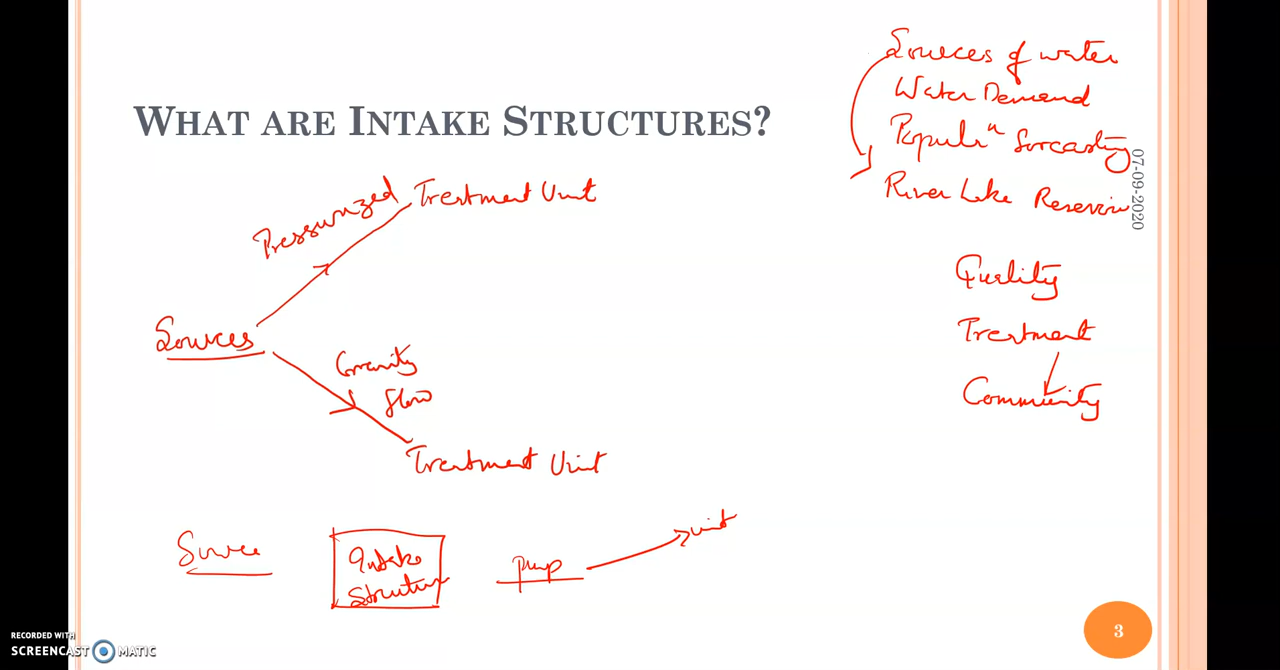 WHAT ARE INTAKE STRUCTURES?
Sources of water
Water Demand
Populⁿ forcasting
River Lake Reservoir
07-09-2020
Pressurized
Treatment Unit
Sources
Gravity
flow
Treatment Unit
Quality
Treatment
Community
Source
Intake
Structure
Pump
unit
3
RECORDED WITH
SCREENCAST MATIC